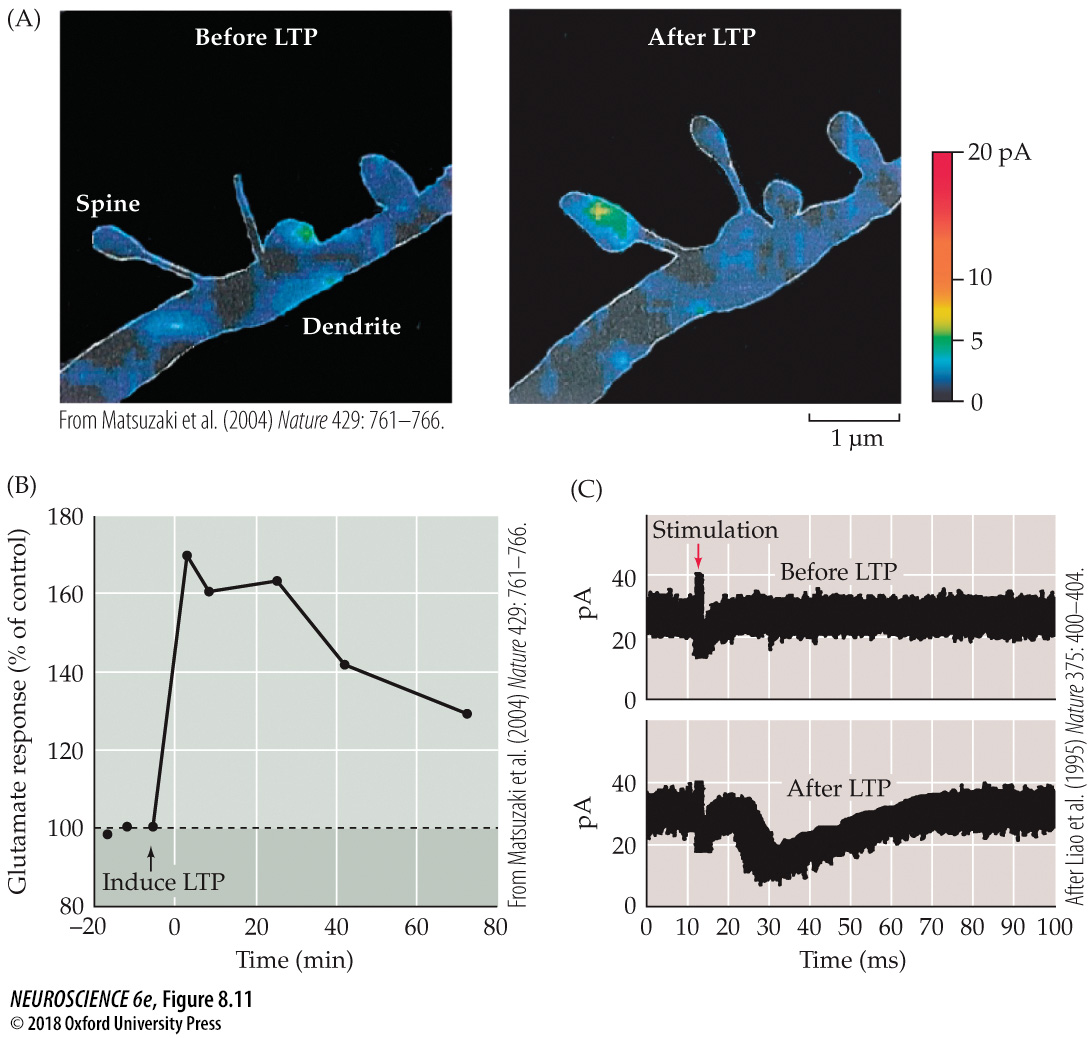 (A)
Before LTP
After LTP
Spine
Dendrite
20 pA
10
5
0
From Matsuzaki et al. (2004) Nature 429: 761–766.
1 µm
(B)
Glutamate response (% of control)
180
160
140
120
100
80
Induce LTP
–20
0
20
40
60
80
Time (min)
From Matsuzaki et al. (2004) Nature 429: 761–766.
(C)
Stimulation
Before LTP
pA
40
20
0
After LTP
pA
40
20
0
0 10 20 30 40 50 60 70 80 90 100
Time (ms)
After Liao et al. (1995) Nature 375: 400–404.
NEUROSCIENCE 6e, Figure 8.11
© 2018 Oxford University Press